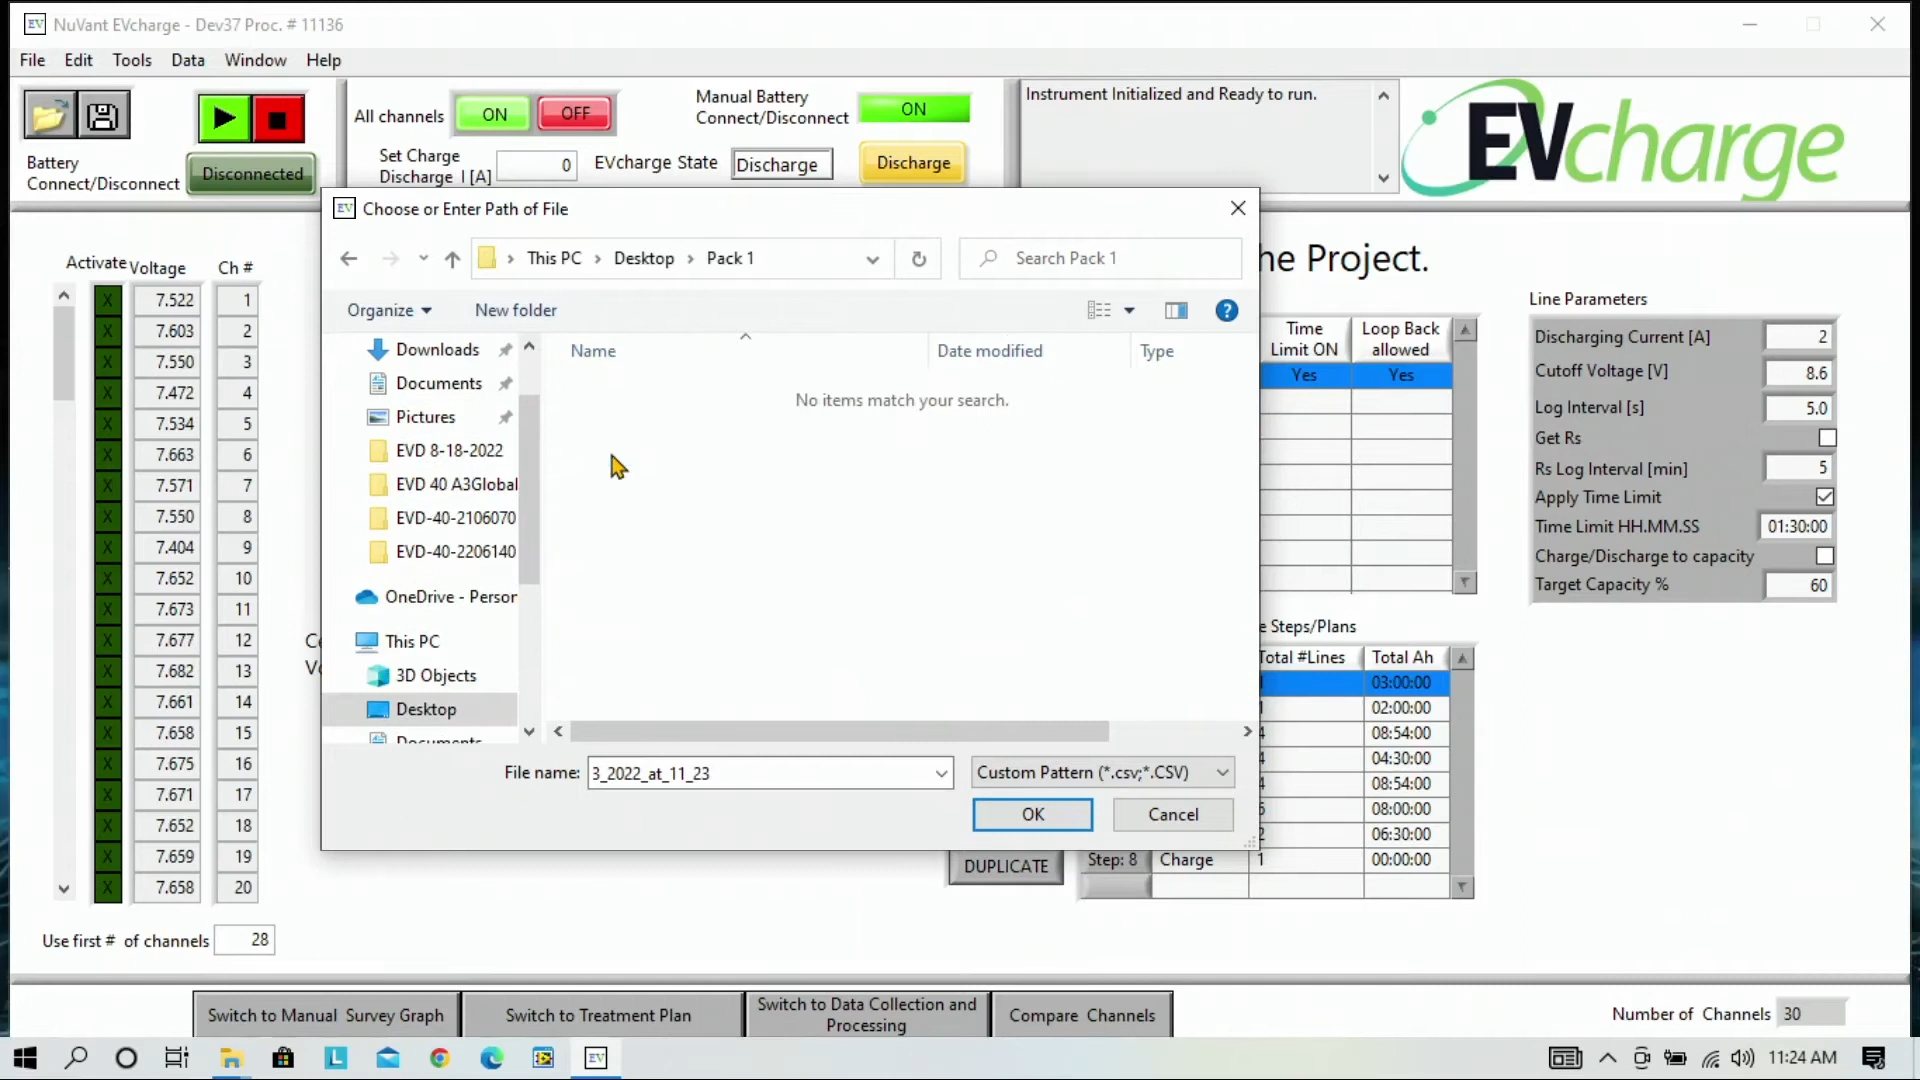 EV NuVant EVcharge - Dev37 Proc. # 11136
File Edit Tools Data Window Help
Battery
Connect/Disconnect
Disconnected
All channels ON OFF
Manual Battery
Connect/Disconnect
ON
Set Charge
Discharge I [A]
0
EVcharge State Discharge Discharge
Instrument Initialized and Ready to run.
EVcharge
EV Choose or Enter Path of File
This PC > Desktop > Pack 1
Search Pack 1
Organize New folder
Name Date modified Type
No items match your search.
Downloads
Documents
Pictures
EVD 8-18-2022
EVD 40 A3Global
EVD-40-2106070
EVD-40-2206140
OneDrive - Person
This PC
3D Objects
Desktop
Documents
File name: 3_2022_at_11_23
Custom Pattern (*.csv;*.CSV)
OK Cancel
Activate Voltage Ch #
X 7.522 1
X 7.603 2
X 7.550 3
X 7.472 4
X 7.534 5
X 7.663 6
X 7.571 7
X 7.550 8
X 7.404 9
X 7.652 10
X 7.673 11
X 7.677 12
X 7.682 13
X 7.661 14
X 7.658 15
X 7.675 16
X 7.671 17
X 7.652 18
X 7.659 19
X 7.658 20
Use first # of channels 28
he Project.
Time
Limit ON
Loop Back
allowed
Yes Yes
Line Parameters
Discharging Current [A] 2
Cutoff Voltage [V] 8.6
Log Interval [s] 5.0
Get Rs
Rs Log Interval [min] 5
Apply Time Limit
Time Limit HH.MM.SS 01:30:00
Charge/Discharge to capacity
Target Capacity % 60
e Steps/Plans
Total #Lines Total Ah
1 03:00:00
1 02:00:00
4 08:54:00
4 04:30:00
4 08:54:00
6 08:00:00
2 06:30:00
Step: 8 Charge 1 00:00:00
DUPLICATE
Switch to Manual Survey Graph
Switch to Treatment Plan
Switch to Data Collection and
Processing
Compare Channels
Number of Channels 30
L
EV
11:24 AM